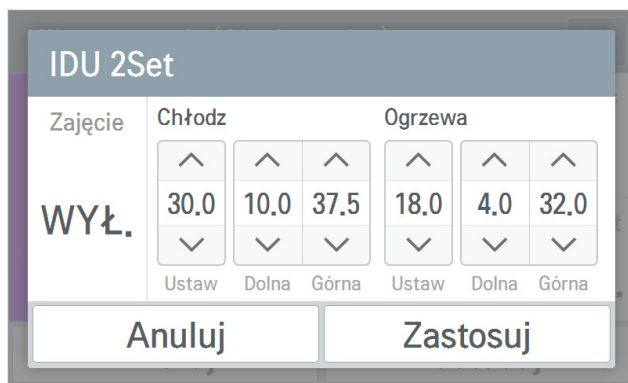 IDU 2Set
Zajęcie Chłodz Ogrzewa
WYŁ. 30.0 10.0 37.5 18.0 4.0 32.0
Ustaw Dolna Górna Ustaw Dolna Górna
Anuluj Zastosuj